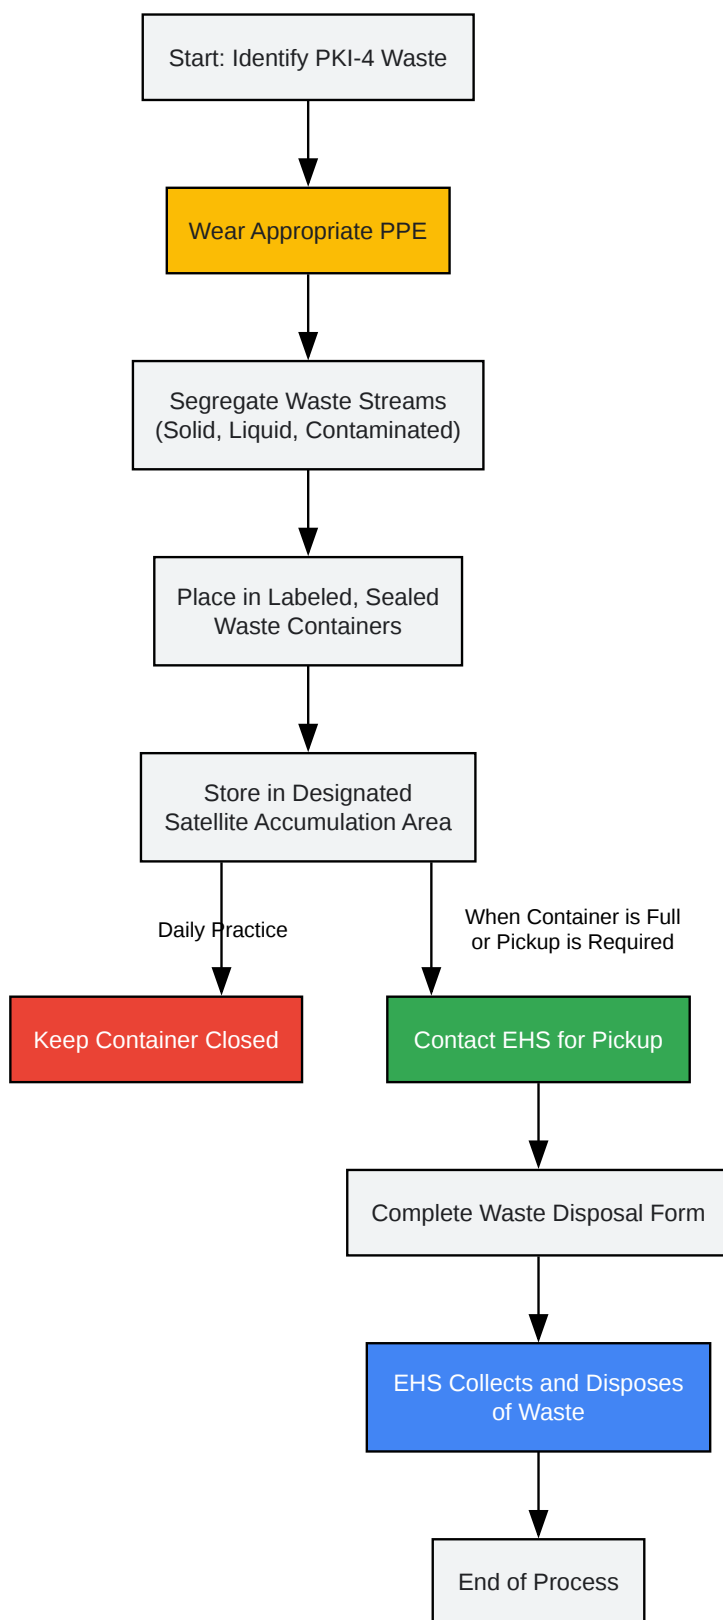 Start: Identify PKI-4 Waste
Wear Appropriate PPE
Segregate Waste Streams
(Solid, Liquid, Contaminated)
Place in Labeled, Sealed
Waste Containers
Store in Designated
Satellite Accumulation Area
Daily Practice
When Container is Full
or Pickup is Required
Keep Container Closed
Contact EHS for Pickup
Complete Waste Disposal Form
EHS Collects and Disposes
of Waste
End of Process